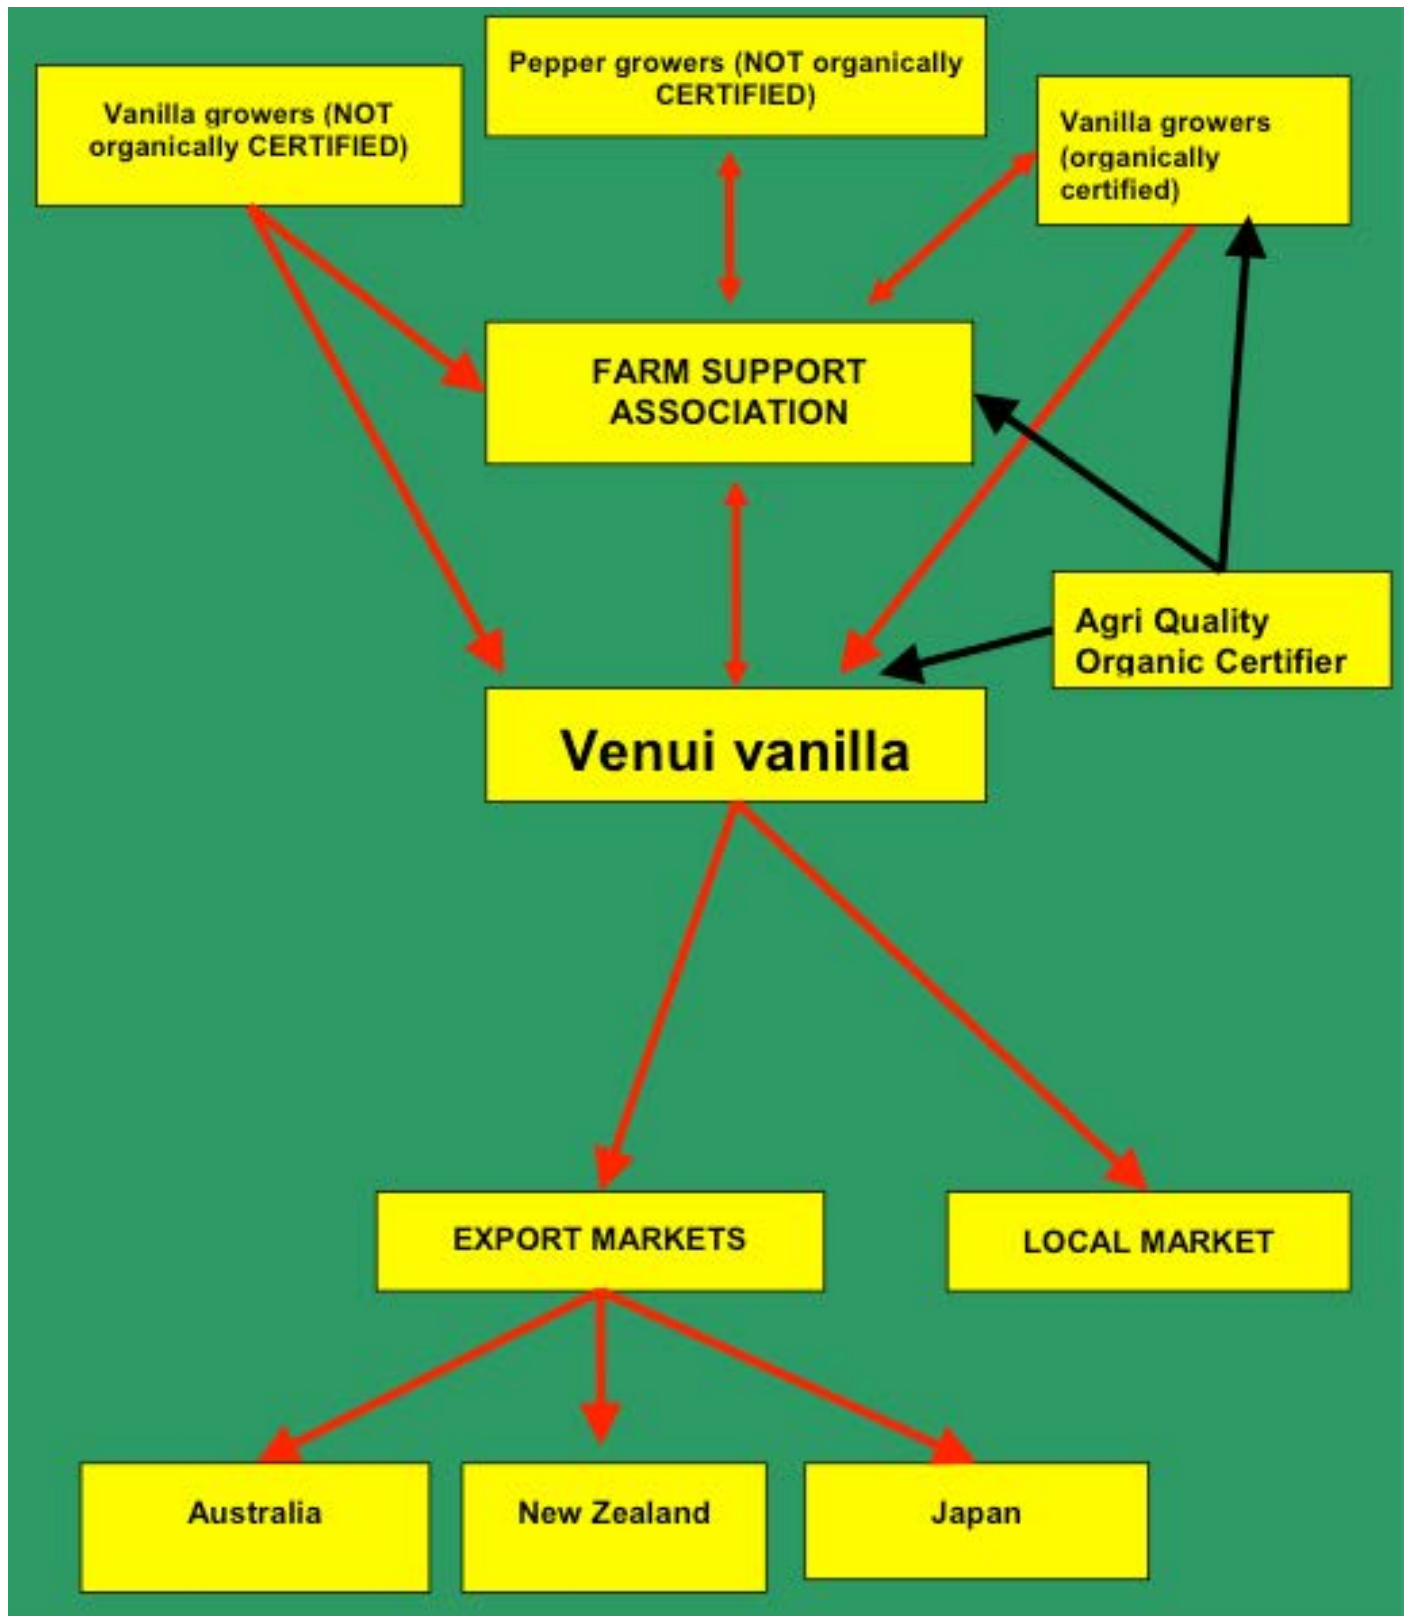 Pepper growers (NOT organically
CERTIFIED)
Vanilla growers (NOT
organically CERTIFIED)
Vanilla growers
(organically
certified)
FARM SUPPORT
ASSOCIATION
Agri Quality
Organic Certifier
Venui vanilla
EXPORT MARKETS
LOCAL MARKET
Australia
New Zealand
Japan